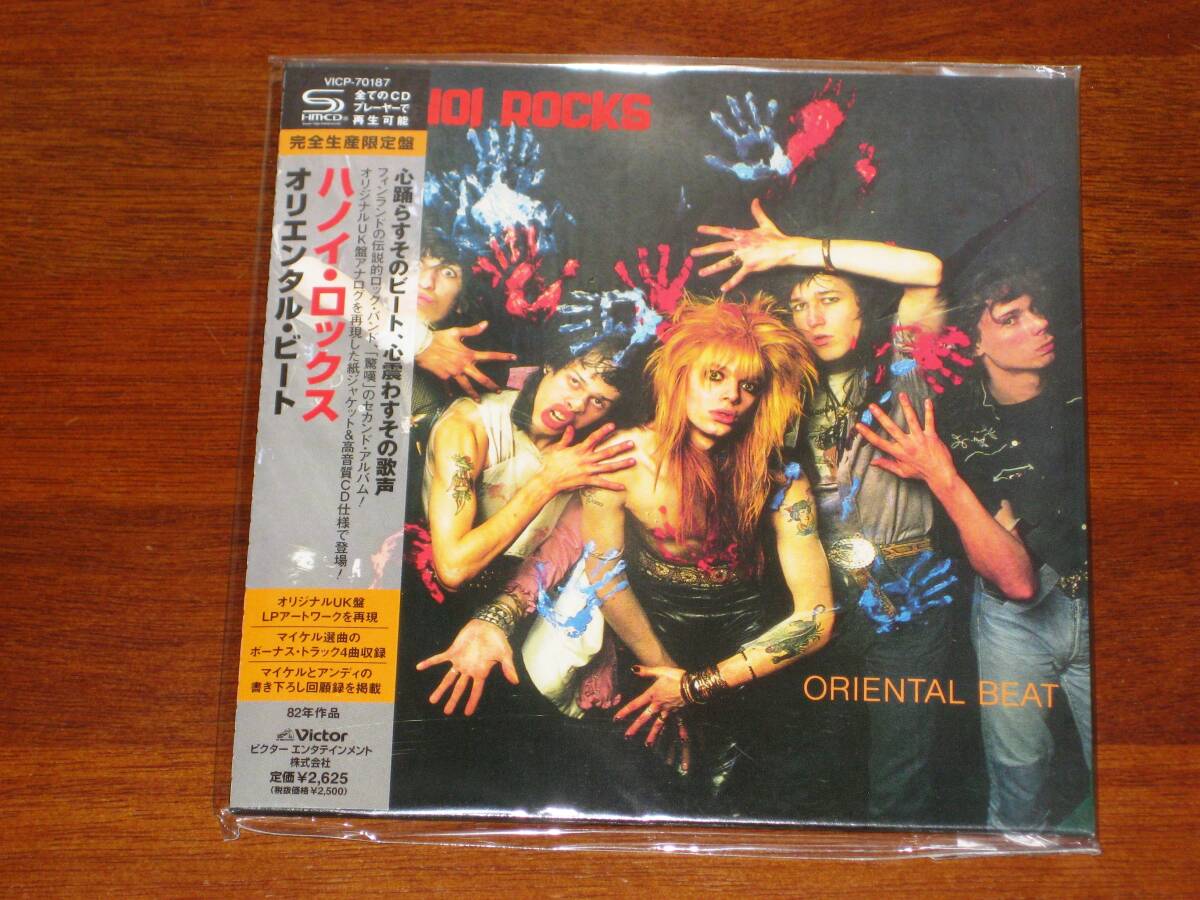 VICP-70187
SHM-CD
全てのCD
プレーヤーで
再生可能
完全生産限定盤
心踊らすそのビート、心震わすその歌声
フィンランドの伝説的ロック・バンド、「驚嘆」のセカンド・アルバム!
オリジナルUK盤アナログを再現した紙ジャケット&高音質CD仕様で登場!
ハノイ・ロックス
オリエンタル・ビート
オリジナルUK盤
LPアートワークを再現
マイケル選曲の
ボーナス・トラック4曲収録
マイケルとアンディの
書き下ろし回顧録を掲載
82年作品
Victor
ビクター エンタテインメント
株式会社
定価¥2,625
(税抜価格¥2,500)
IOI ROCKS
ORIENTAL BEAT